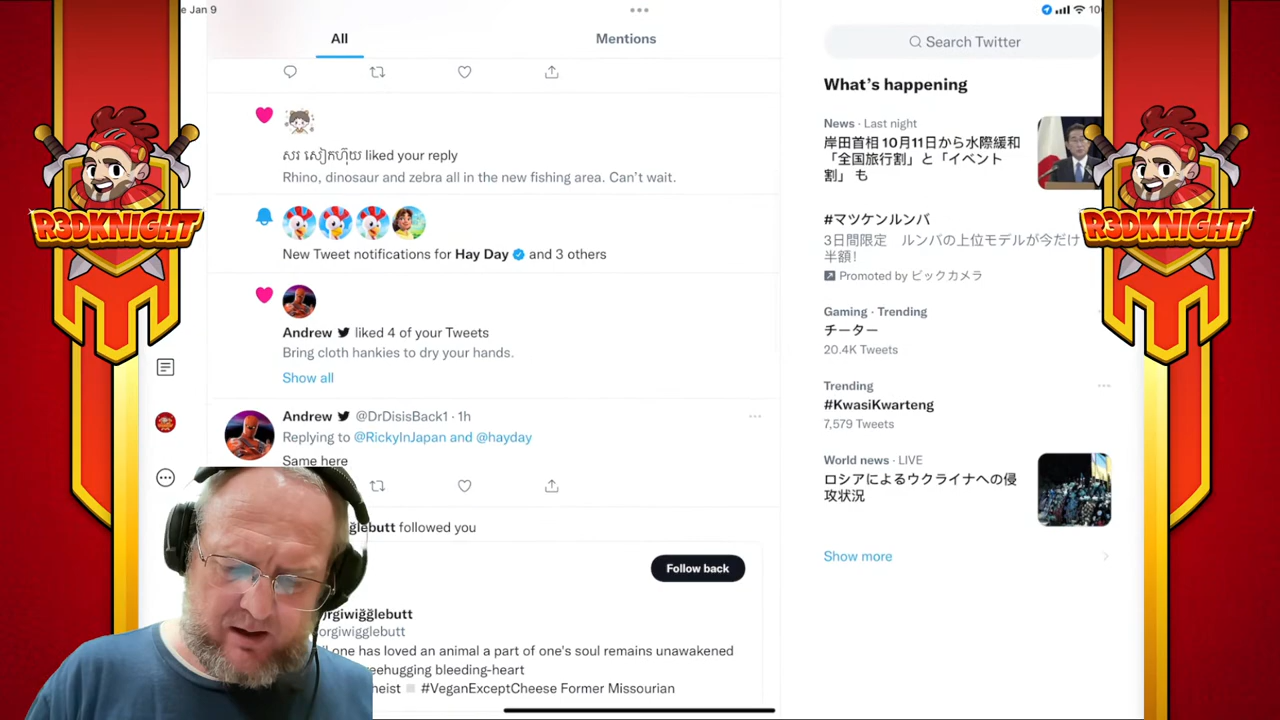 e Jan 9
All
Mentions
សរ សៀកហ៊ុយ liked your reply
Rhino, dinosaur and zebra all in the new fishing area. Can't wait.
New Tweet notifications for Hay Day and 3 others
Andrew liked 4 of your Tweets
Bring cloth hankies to dry your hands.
Show all
Andrew @DrDisisBack1 · 1h
Replying to @RickyInJapan and @hayday
Same here
gglebutt followed you
Follow back
rgiwiğğlebutt
orgiwigglebutt
one has loved an animal a part of one's soul remains unawakened
eehugging bleeding-heart
heist #VeganExceptCheese Former Missourian
10
Search Twitter
What's happening
News · Last night
岸田首相 10月11日から水際緩和
「全国旅行割」と「イベント
割」 も
#マツケンルンバ
3日間限定 ルンバの上位モデルが今だけ
半額！
Promoted by ビックカメラ
Gaming · Trending
チーター
20.4K Tweets
Trending
#KwasiKwarteng
7,579 Tweets
World news · LIVE
ロシアによるウクライナへの侵
攻状況
Show more
R3DKNIGHT
R3DKNIGHT